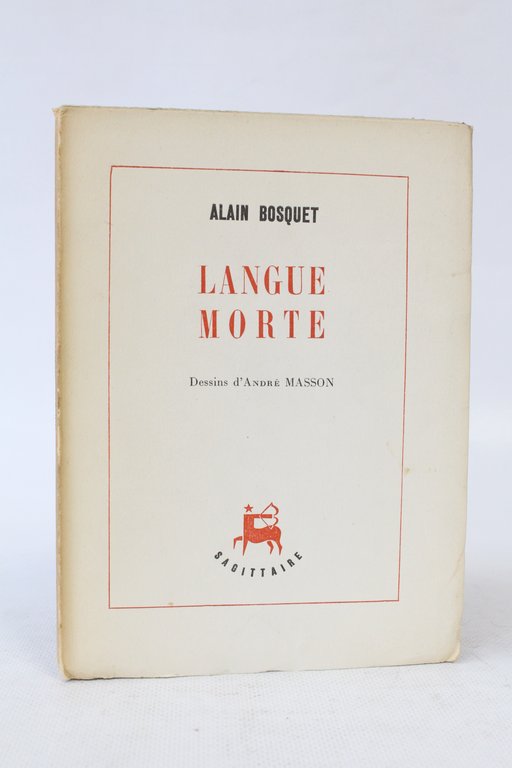 ALAIN BOSQUET
LANGUE
MORTE
Dessins d'ANDRÉ MASSON
SAGITTAIRE